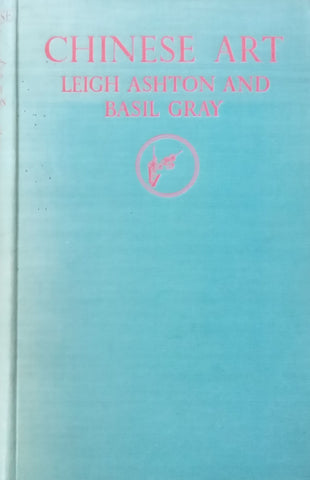 CHINESE ART
LEIGH ASHTON AND
BASIL GRAY